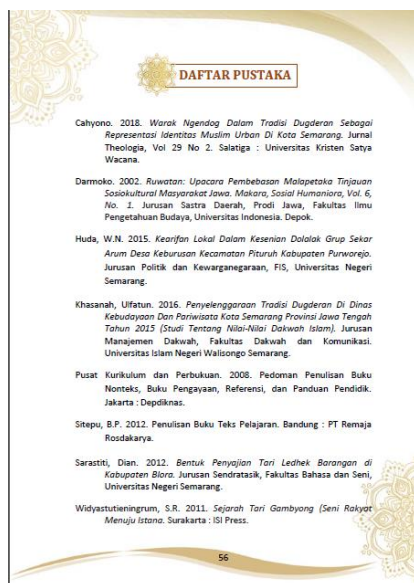 DAFTAR PUSTAKA
Cahyono. 2018. Warak Ngendog Dalam Tradisi Dugderan Sebagai
Representasi Identitas Muslim Urban Di Kota Semarang. Jurnal
Theologia, Vol 29 No 2. Salatiga : Universitas Kristen Satya
Wacana.
Darmoko. 2002. Ruwatan: Upacara Pembebasan Malapetaka Tinjauan
Sosiokultural Masyarakat Jawa. Makara, Sosial Humaniora, Vol. 6,
No. 1. Jurusan Sastra Daerah, Prodi Jawa, Fakultas Ilmu
Pengetahuan Budaya, Universitas Indonesia. Depok.
Huda, W.N. 2015. Kearifan Lokal Dalam Kesenian Dolalak Grup Sekar
Arum Desa Keburusan Kecamatan Pituruh Kabupaten Purworejo.
Jurusan Politik dan Kewarganegaraan, FIS, Universitas Negeri
Semarang.
Khasanah, Ulfatun. 2016. Penyelenggaraan Tradisi Dugderan Di Dinas
Kebudayaan Dan Pariwisata Kota Semarang Provinsi Jawa Tengah
Tahun 2015 (Studi Tentang Nilai-Nilai Dakwah Islam). Jurusan
Manajemen Dakwah, Fakultas Dakwah dan Komunikasi.
Universitas Islam Negeri Walisongo Semarang.
Pusat Kurikulum dan Perbukuan. 2008. Pedoman Penulisan Buku
Nonteks, Buku Pengayaan, Referensi, dan Panduan Pendidik.
Jakarta : Depdiknas.
Sitepu, B.P. 2012. Penulisan Buku Teks Pelajaran. Bandung : PT Remaja
Rosdakarya.
Sarastiti, Dian. 2012. Bentuk Penyajian Tari Ledhek Barangan di
Kabupaten Blora. Jurusan Sendratasik, Fakultas Bahasa dan Seni,
Universitas Negeri Semarang.
Widyastutieningrum, S.R. 2011. Sejarah Tari Gambyong (Seni Rakyat
Menuju Istana. Surakarta : ISI Press.
56